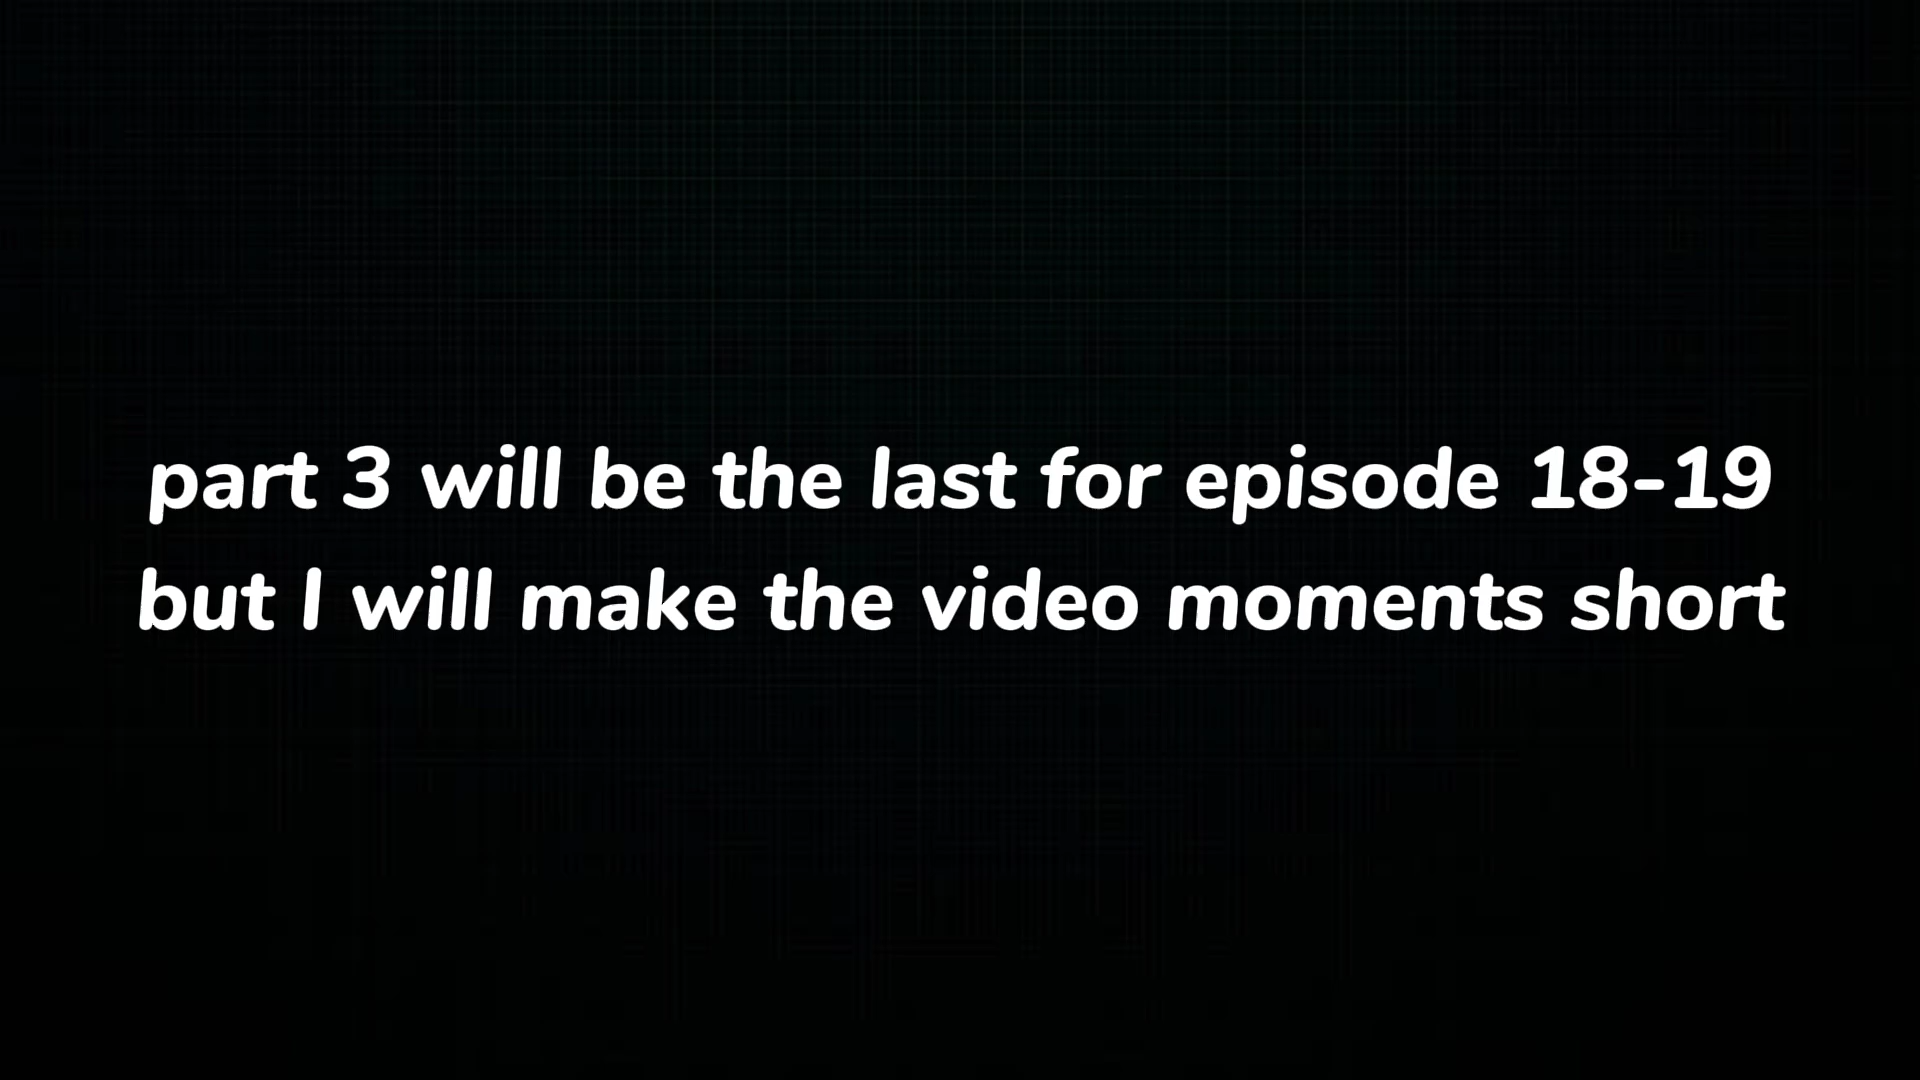 part 3 will be the last for episode 18-19
but I will make the video moments short